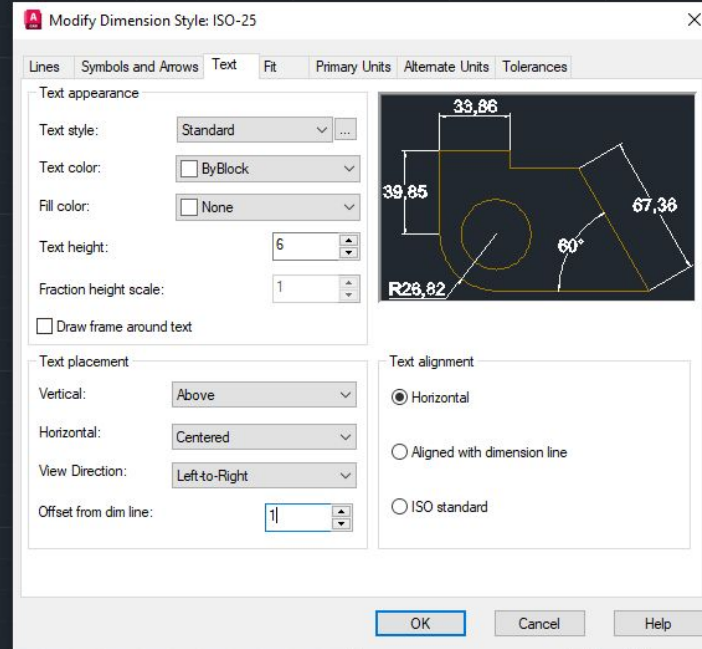 Modify Dimension Style: ISO-25
Lines Symbols and Arrows Text Fit Primary Units Alternate Units Tolerances
Text appearance
Text style: Standard ...
Text color: ByBlock
Fill color: None
Text height: 6
Fraction height scale: 1
Draw frame around text
33,86
39,85
67,36
60°
R26,82
Text placement
Vertical: Above
Horizontal: Centered
View Direction: Left-to-Right
Offset from dim line: 1
Text alignment
Horizontal
Aligned with dimension line
ISO standard
OK Cancel Help